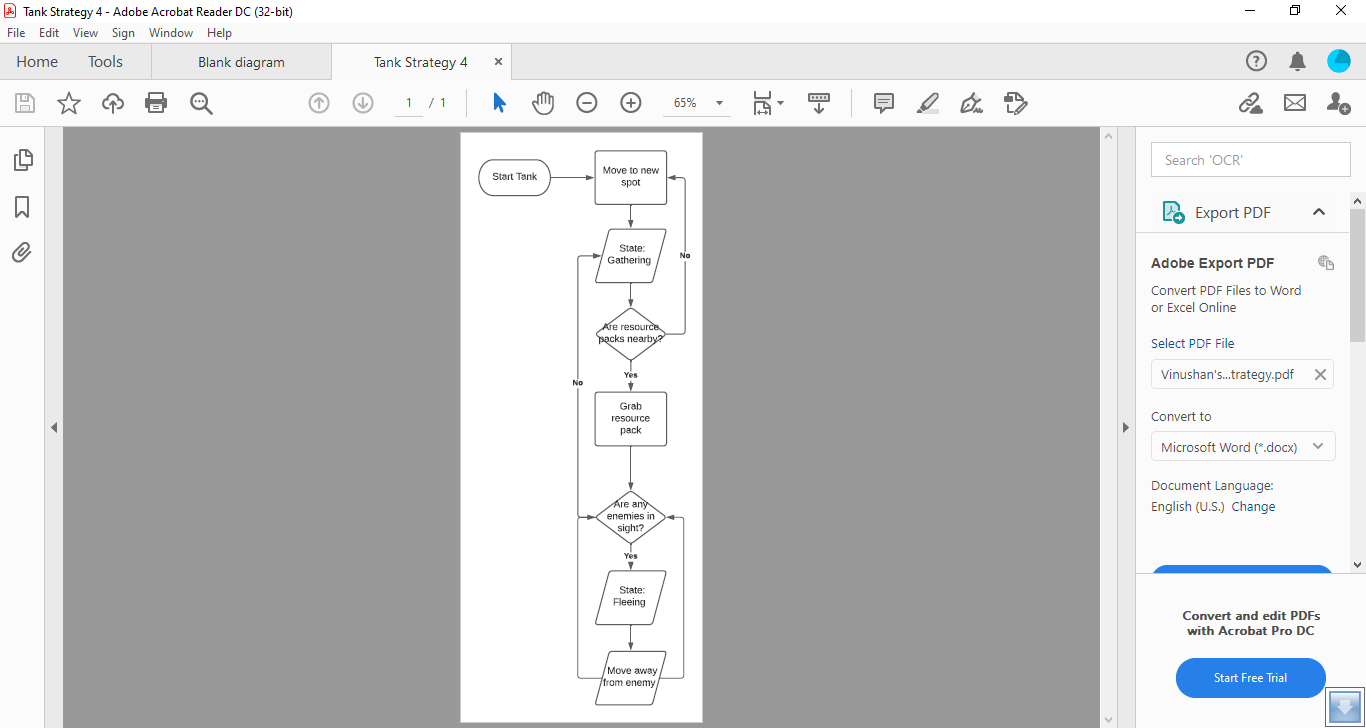 Tank Strategy 4 - Adobe Acrobat Reader DC (32-bit)
File Edit View Sign Window Help
Home Tools Blank diagram Tank Strategy 4
1 / 1 65%
Start Tank
Move to new
spot
State:
Gathering
No
Are resource
packs nearby?
Yes
No
Grab
resource
pack
Are any
enemies in
sight?
Yes
State:
Fleeing
Move away
from enemy
Search 'OCR'
Export PDF
Adobe Export PDF
Convert PDF Files to Word
or Excel Online
Select PDF File
Vinushan's...trategy.pdf
Convert to
Microsoft Word (*.docx)
Document Language:
English (U.S.) Change
Convert and edit PDFs
with Acrobat Pro DC
Start Free Trial